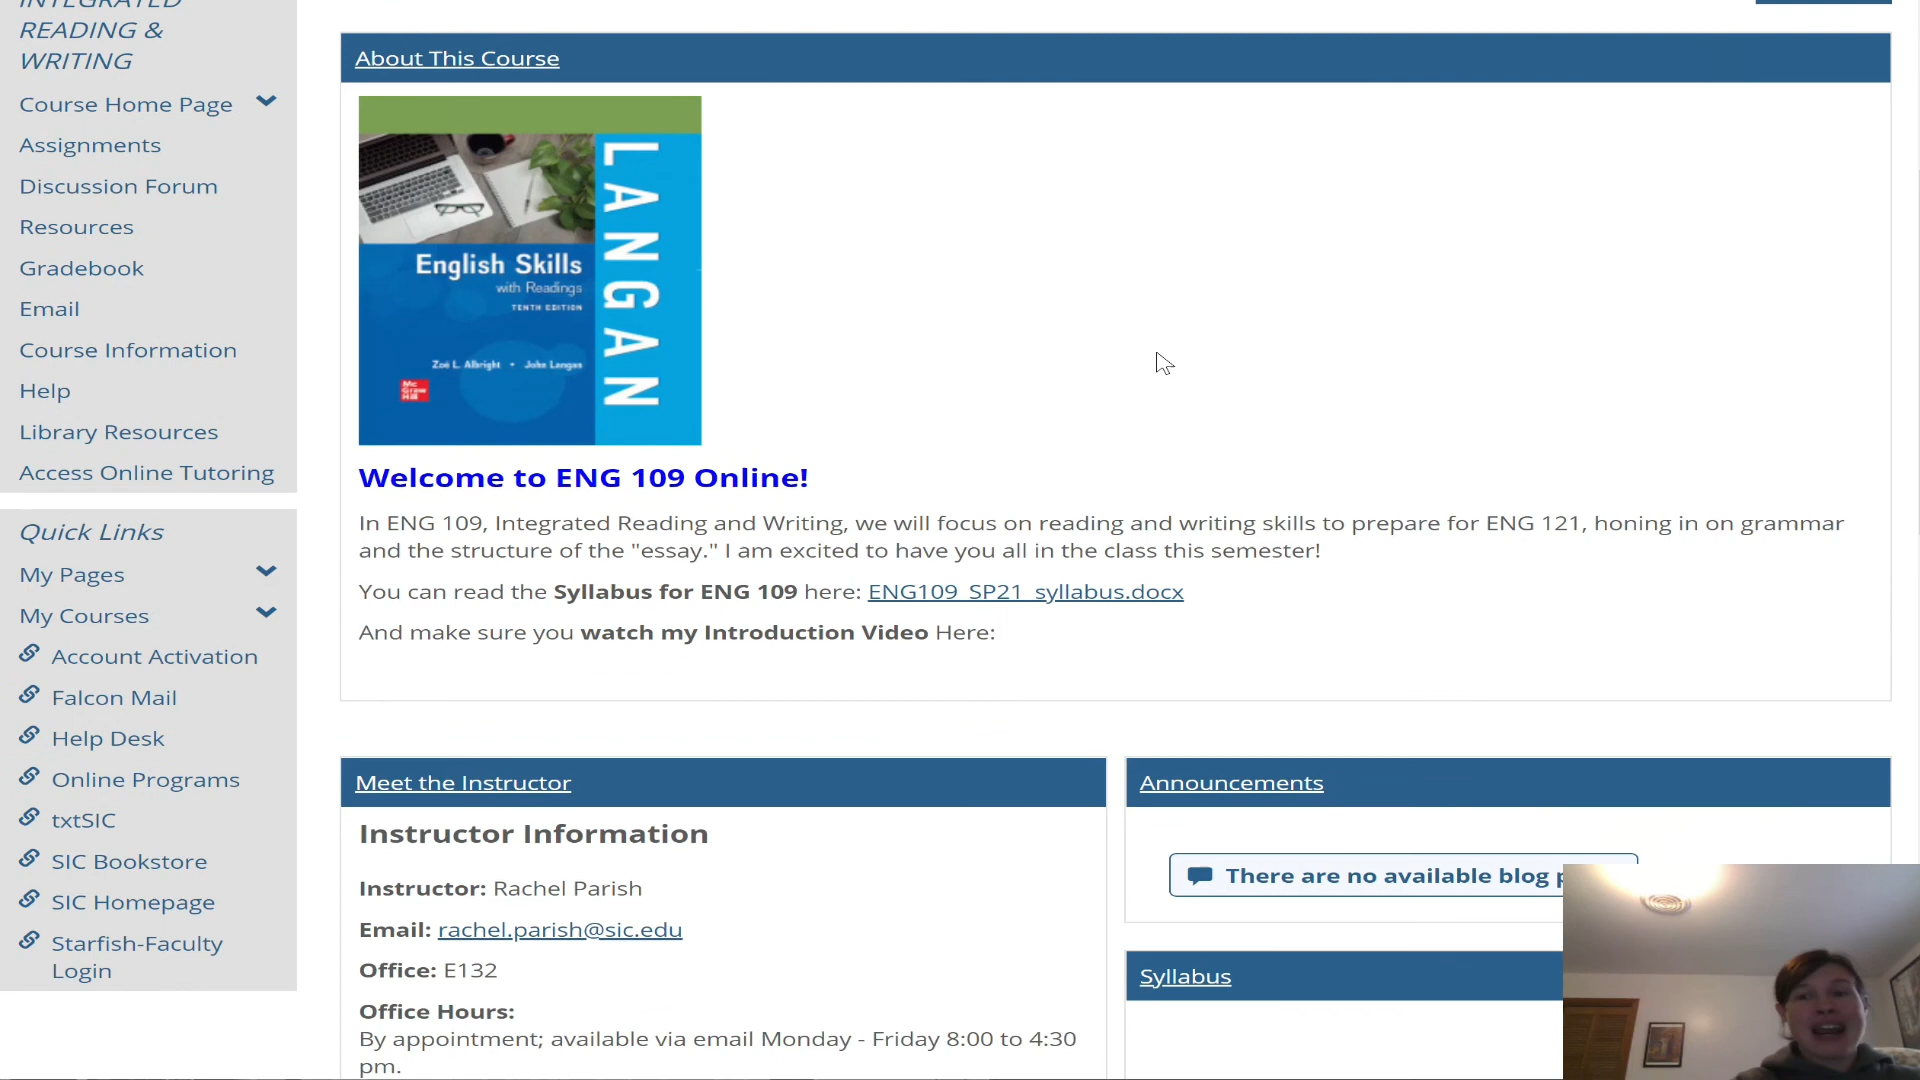 INTEGRATED
READING &
WRITING
Course Home Page
Assignments
Discussion Forum
Resources
Gradebook
Email
Course Information
Help
Library Resources
Access Online Tutoring
Quick Links
My Pages
My Courses
Account Activation
Falcon Mail
Help Desk
Online Programs
txtSIC
SIC Bookstore
SIC Homepage
Starfish-Faculty
Login
About This Course
LANGAN
English Skills
with Readings
TENTH EDITION
Zoé L. Albright • John Langan
Mc
Graw
Hill
Welcome to ENG 109 Online!
In ENG 109, Integrated Reading and Writing, we will focus on reading and writing skills to prepare for ENG 121, honing in on grammar
and the structure of the "essay." I am excited to have you all in the class this semester!
You can read the Syllabus for ENG 109 here: ENG109_SP21_syllabus.docx
And make sure you watch my Introduction Video Here:
Meet the Instructor
Instructor Information
Instructor: Rachel Parish
Email: rachel.parish@sic.edu
Office: E132
Office Hours:
By appointment; available via email Monday - Friday 8:00 to 4:30
pm.
Announcements
There are no available blog p
Syllabus